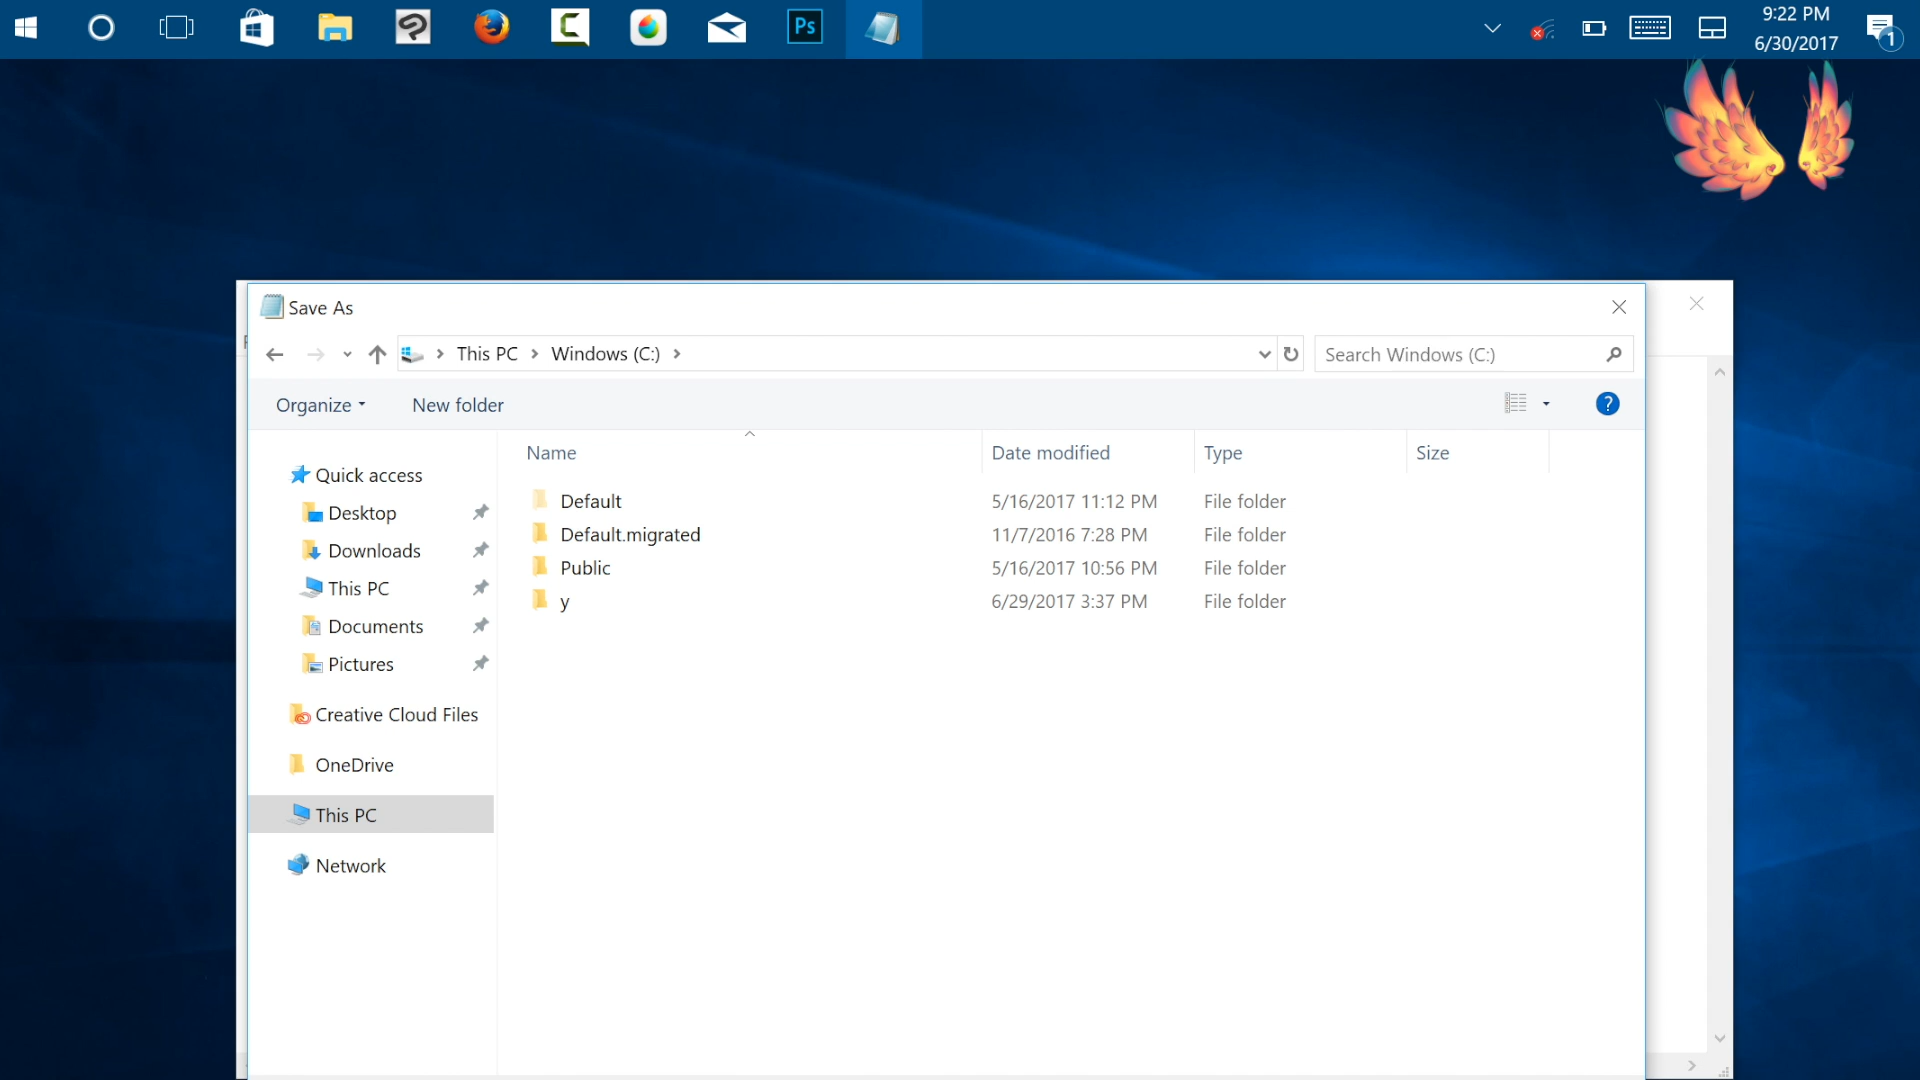 Ps
9:22 PM
6/30/2017
1
Save As
This PC
Windows (C:)
Search Windows (C:)
Organize
New folder
?
Name
Date modified
Type
Size
Quick access
Desktop
Downloads
This PC
Documents
Pictures
Creative Cloud Files
OneDrive
This PC
Network
Default 5/16/2017 11:12 PM File folder
Default.migrated 11/7/2016 7:28 PM File folder
Public 5/16/2017 10:56 PM File folder
y 6/29/2017 3:37 PM File folder